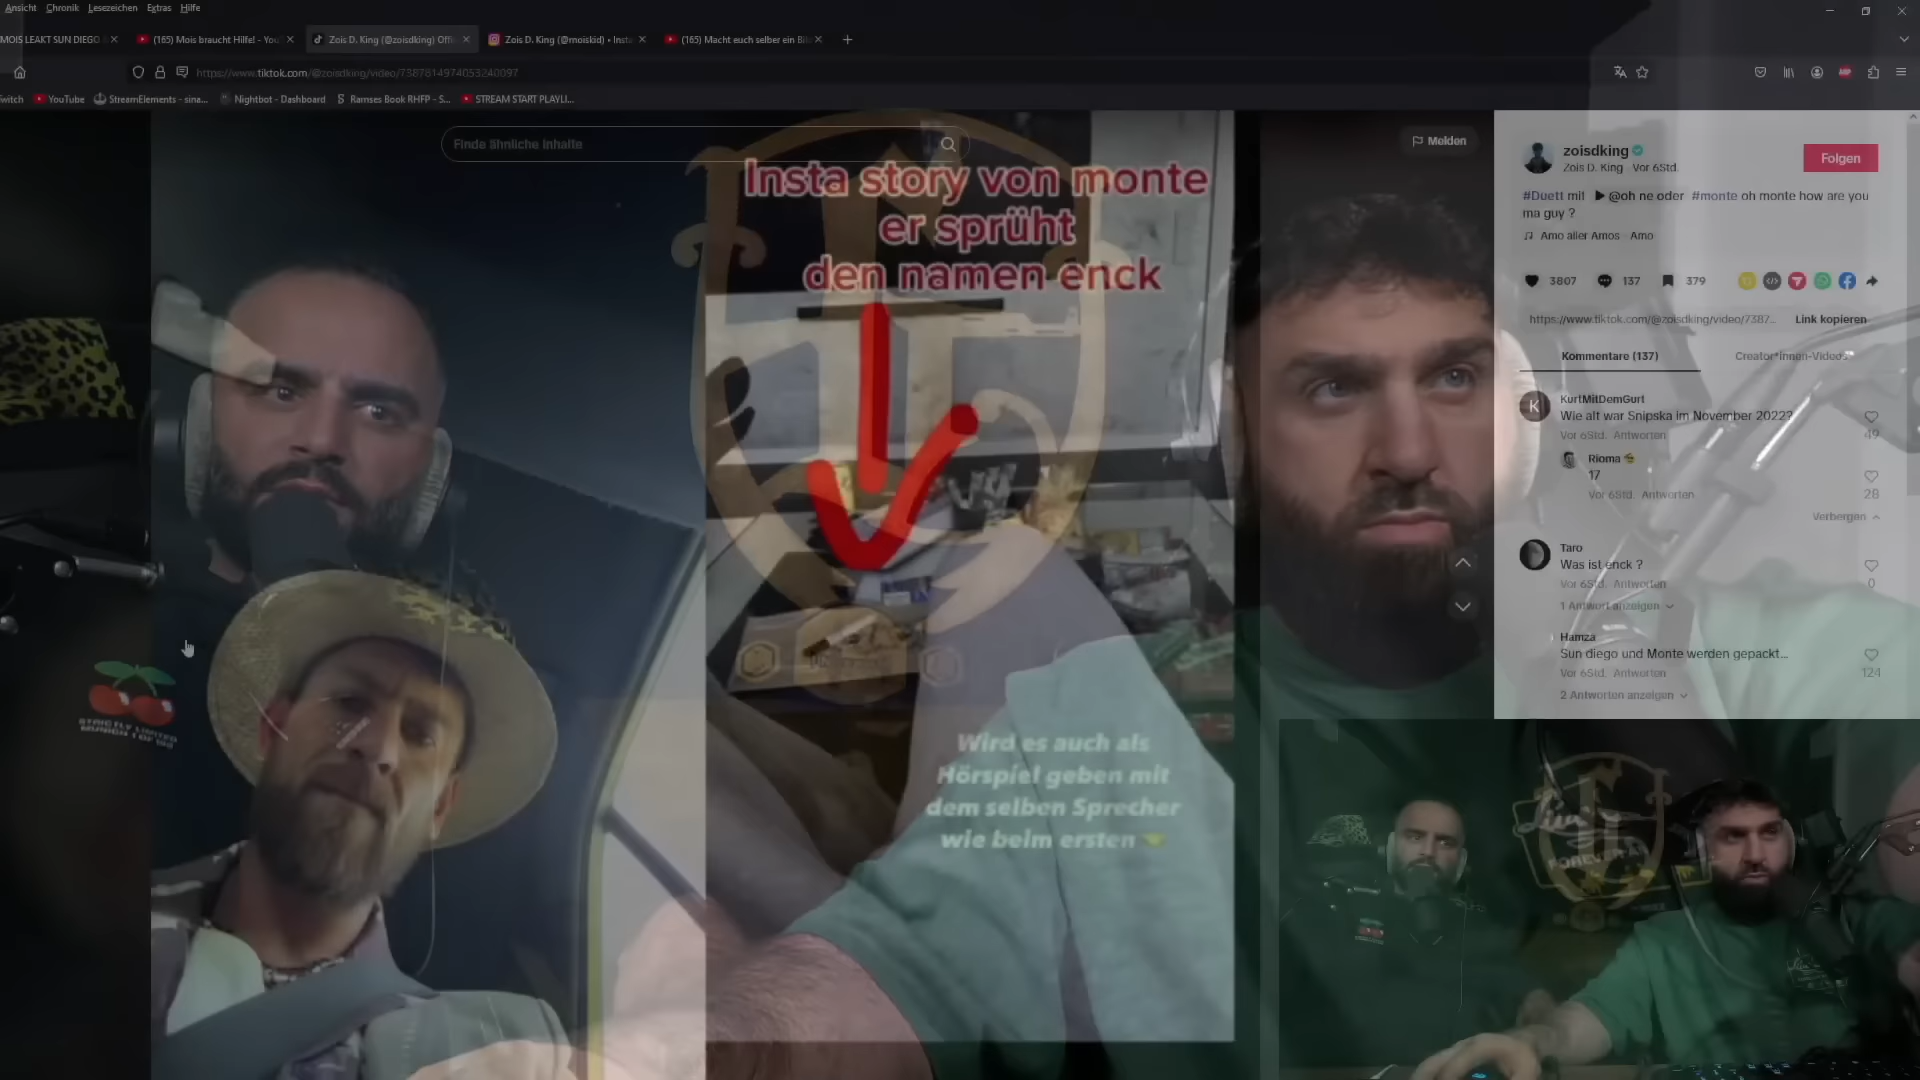 Ansicht Chronik Lesezeichen Extras Hilfe
MOIS LEAKT SUN DIEGO
(165) Mois braucht Hilfe! - You
Zois D. King (@zoisdking) Offi
Zois D. King (@moiskid) • Insta
(165) Macht euch selber ein Bil
https://www.tiktok.com/@zoisdking/video/7387814974053240097
witch
YouTube
StreamElements - sina...
Nightbot - Dashboard
Ramses Book RHFP - S...
STREAM START PLAYLI...
Finde ähnliche Inhalte
Melden
Insta story von monte
er sprüht
den namen enck
Wird es auch als
Hörspiel geben mit
dem selben Sprecher
wie beim ersten
STRICTLY LIMITED
zoisdking
Zois D. King · Vor 6Std.
Folgen
#Duett mit @oh ne oder #monte oh monte how are you
ma guy ?
Amo aller Amos - Amo
3807
137
379
https://www.tiktok.com/@zoisdking/video/7387...
Link kopieren
Kommentare (137)
Creator*innen-Videos
K
KurtMitDemGurt
Wie alt war Snipska im November 2022?
Vor 6Std. Antworten
49
Rioma
17
Vor 6Std. Antworten
28
Verbergen
Taro
Was ist enck ?
Vor 6Std. Antworten
0
1 Antwort anzeigen
Hamza
Sun diego und Monte werden gepackt...
Vor 6Std. Antworten
124
2 Antworten anzeigen
Live
FOREVER